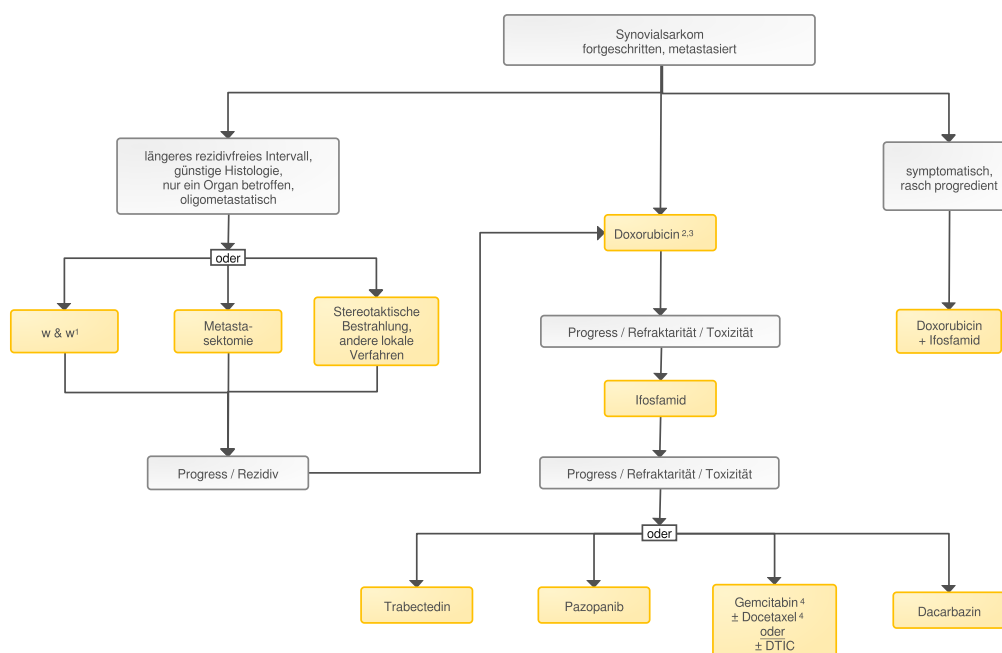 Synovialsarkom
fortgeschritten, metastasiert
längeres rezidivfreies Intervall,
günstige Histologie,
nur ein Organ betroffen,
oligometastatisch
symptomatisch,
rasch progredient
Doxorubicin 2,3
oder
w & w¹
Metasta-
sektomie
Stereotaktische
Bestrahlung,
andere lokale
Verfahren
Progress / Refraktarität / Toxizität
Doxorubicin
+ Ifosfamid
Ifosfamid
Progress / Rezidiv
Progress / Refraktarität / Toxizität
oder
Trabectedin
Pazopanib
Gemcitabin 4
± Docetaxel 4
oder
± DTIC
Dacarbazin